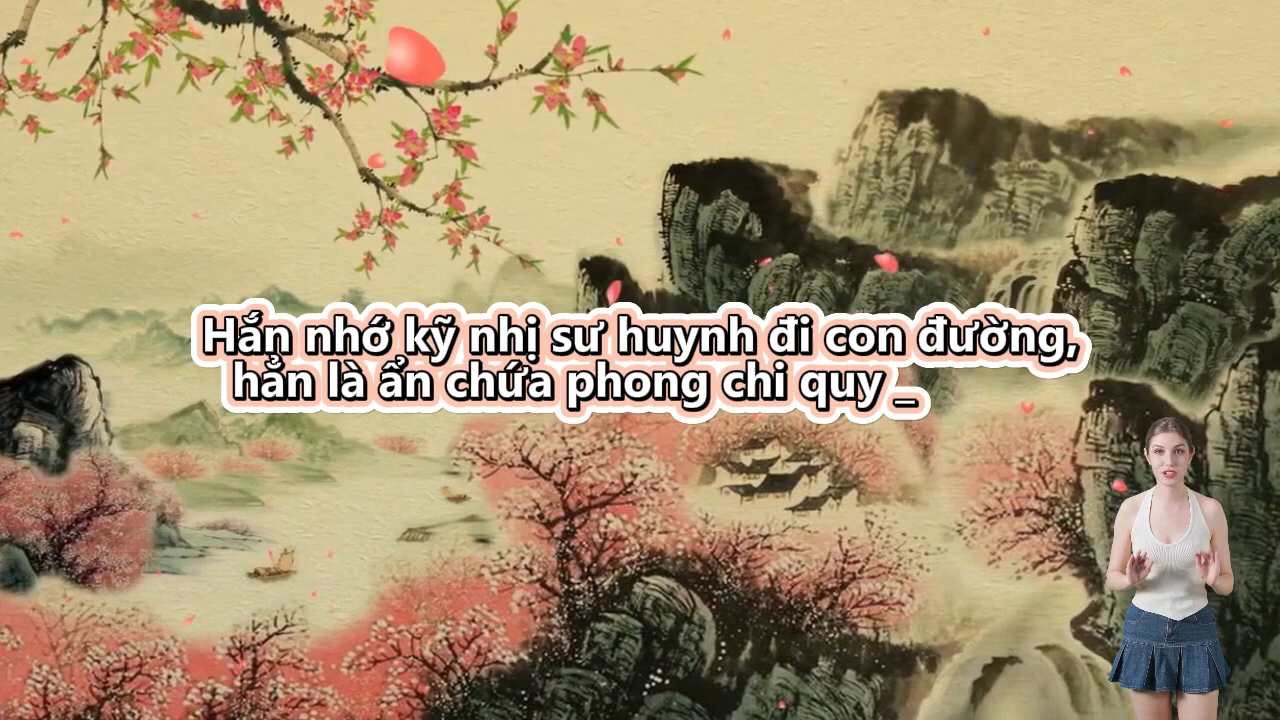 Hắn nhớ kỹ nhị sư huynh đi con đường,
hẳn là ẩn chứa phong chi quy _